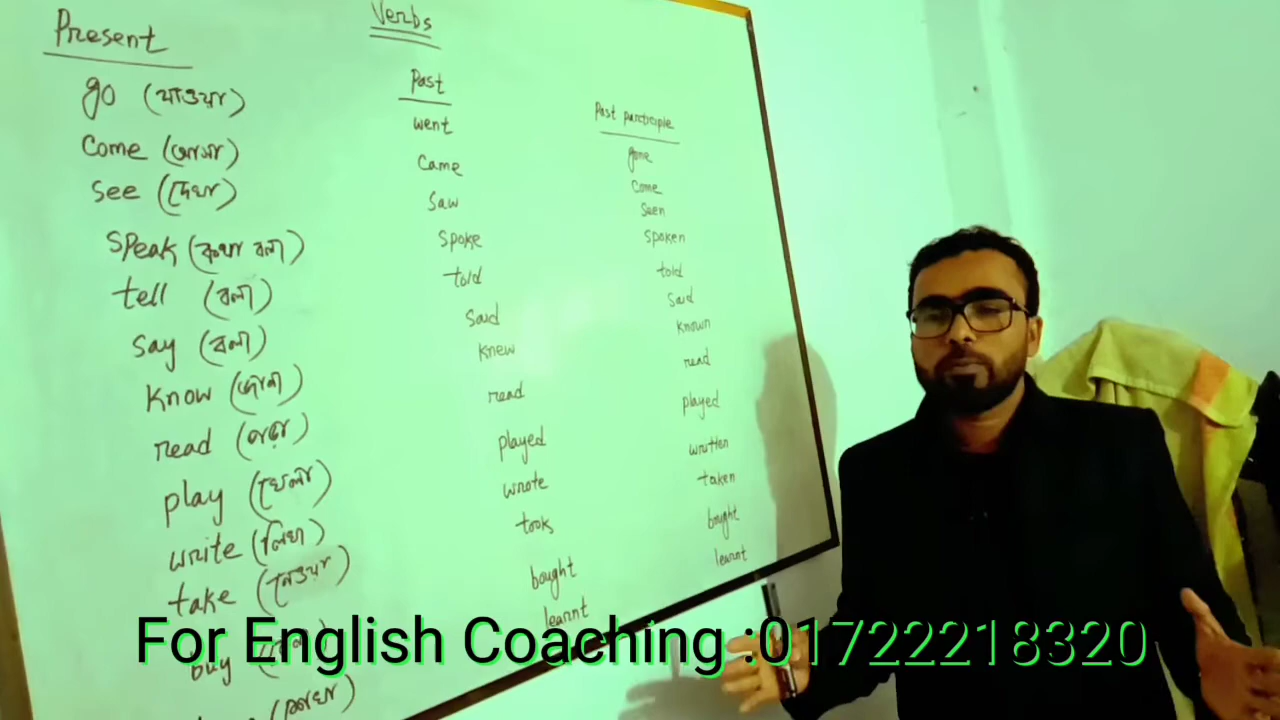 Verbs
Present Past Past participle
go (যাওয়া) went gone
come (আসা) came come
see (দেখা) saw seen
speak (কথা বলা) spoke spoken
tell (বলা) told told
say (বলা) said said
know (জানা) knew known
read (পড়া) read read
play (খেলা) played played
write (লিখা) wrote written
take (নেওয়া) took taken
buy bought bought
(শেখা) learnt learnt
For English Coaching :01722218320